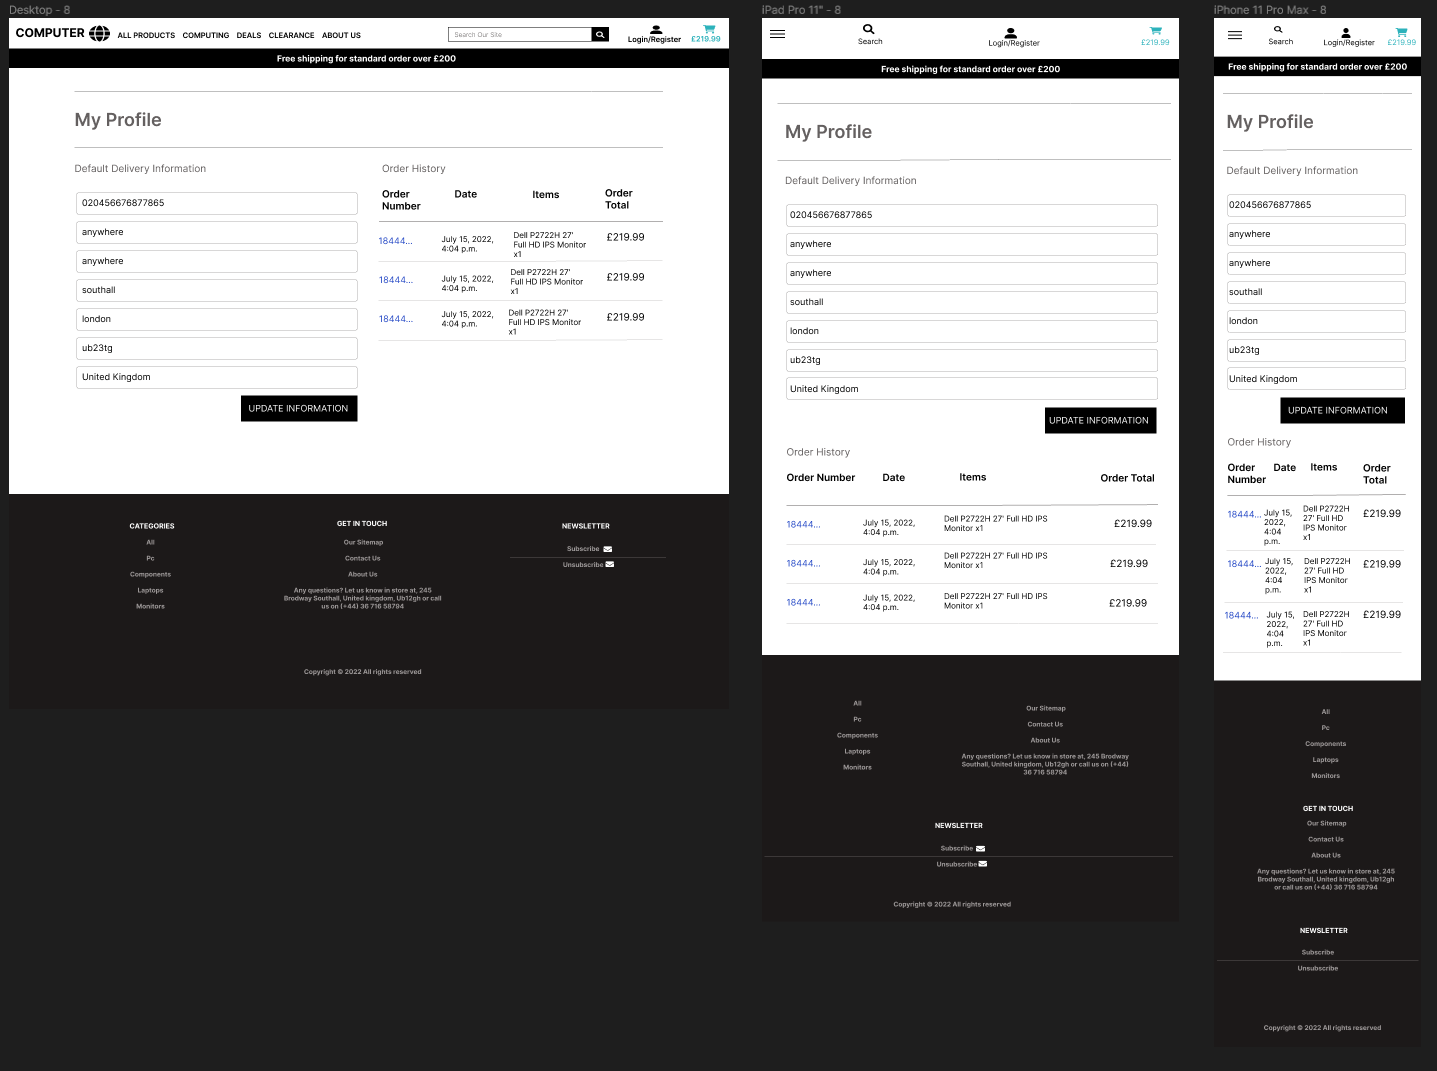 Desktop - 8
COMPUTER
ALL PRODUCTS COMPUTING DEALS CLEARANCE ABOUT US
Search Our Site
Login/Register
£219.99
Free shipping for standard order over £200
My Profile
Default Delivery Information
020456676877865
anywhere
anywhere
southall
london
ub23tg
United Kingdom
UPDATE INFORMATION
Order History
Order Number Date Items Order Total
18444... July 15, 2022, 4:04 p.m. Dell P2722H 27' Full HD IPS Monitor x1 £219.99
18444... July 15, 2022, 4:04 p.m. Dell P2722H 27' Full HD IPS Monitor x1 £219.99
18444... July 15, 2022, 4:04 p.m. Dell P2722H 27' Full HD IPS Monitor x1 £219.99
CATEGORIES
All
Pc
Components
Laptops
Monitors
GET IN TOUCH
Our Sitemap
Contact Us
About Us
Any questions? Let us know in store at, 245
Brodway Southall, United kingdom, Ub12gh or call
us on (+44) 36 716 58794
NEWSLETTER
Subscribe
Unsubscribe
Copyright © 2022 All rights reserved
iPad Pro 11" - 8
Search
Login/Register
£219.99
Free shipping for standard order over £200
My Profile
Default Delivery Information
020456676877865
anywhere
anywhere
southall
london
ub23tg
United Kingdom
UPDATE INFORMATION
Order History
Order Number Date Items Order Total
18444... July 15, 2022, 4:04 p.m. Dell P2722H 27' Full HD IPS Monitor x1 £219.99
18444... July 15, 2022, 4:04 p.m. Dell P2722H 27' Full HD IPS Monitor x1 £219.99
18444... July 15, 2022, 4:04 p.m. Dell P2722H 27' Full HD IPS Monitor x1 £219.99
All
Pc
Components
Laptops
Monitors
Our Sitemap
Contact Us
About Us
Any questions? Let us know in store at, 245 Brodway
Southall, United kingdom, Ub12gh or call us on (+44)
36 716 58794
NEWSLETTER
Subscribe
Unsubscribe
Copyright © 2022 All rights reserved
iPhone 11 Pro Max - 8
Search
Login/Register
£219.99
Free shipping for standard order over £200
My Profile
Default Delivery Information
020456676877865
anywhere
anywhere
southall
london
ub23tg
United Kingdom
UPDATE INFORMATION
Order History
Order Number Date Items Order Total
18444... July 15, 2022, 4:04 p.m. Dell P2722H 27' Full HD IPS Monitor x1 £219.99
18444... July 15, 2022, 4:04 p.m. Dell P2722H 27' Full HD IPS Monitor x1 £219.99
18444... July 15, 2022, 4:04 p.m. Dell P2722H 27' Full HD IPS Monitor x1 £219.99
All
Pc
Components
Laptops
Monitors
GET IN TOUCH
Our Sitemap
Contact Us
About Us
Any questions? Let us know in store at, 245
Brodway Southall, United kingdom, Ub12gh
or call us on (+44) 36 716 58794
NEWSLETTER
Subscribe
Unsubscribe
Copyright © 2022 All rights reserved